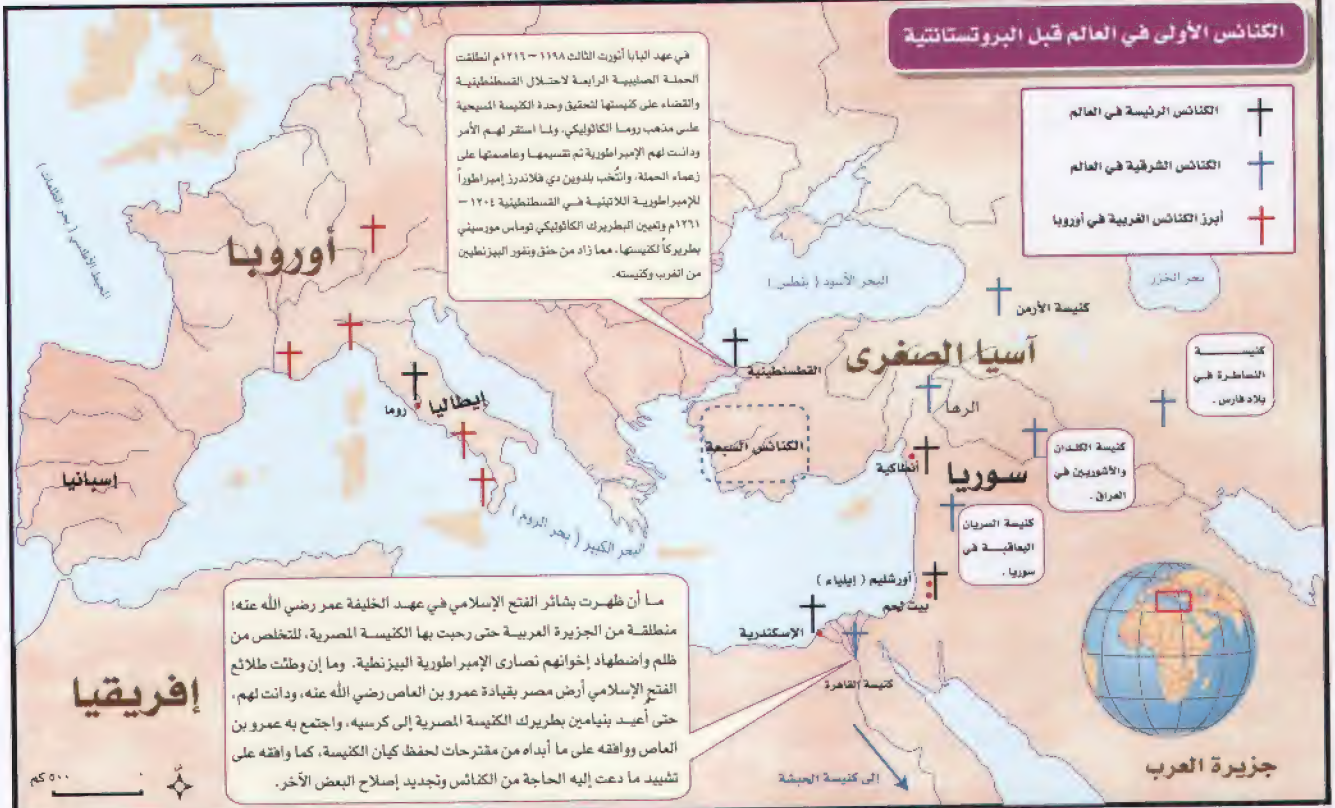 الكنائس الأولى في العالم قبل البروتستانتية
الكنائس الرئيسة في العالم
الكنائس الشرقية في العالم
أبرز الكنائس الغربية في أوروبا
في عهد البابا أنورت الثالث ١١٩٨ – ١٢١٦م انطلقت
الحملة الصليبية الرابعة لاحتلال القسطنطينية
والقضاء على كنيستها لتحقيق وحدة الكنيسة المسيحية
على مذهب روما الكاثوليكي، ولما استقر لهم الأمر
ودانت لهم الإمبراطورية تم تقسيمها وعاصمتها على
زعماء الحملة، وانتُخب بلدوين دي فلاندرز إمبراطوراً
للإمبراطورية اللاتينية في القسطنطينية ١٢٠٤ –
١٢٦١م وتعيين البطريرك الكاثوليكي توماس مورسيني
بطريركاً لكنيستها، مما زاد من حنق ونفور البيزنطيين
من الغرب وكنيسته.
المحيط الأطلسي (بحر الظلمات)
أوروبا
البحر الأسود (بنطس)
بحر الخزر
كنيسة الأرمن
آسيا الصغرى
القطسنطينية
كنيسة
النساطرة في
بلاد فارس.
إيطاليا
روما
الرها
الكنائس السبعة
أنطاكية
سوريا
كنيسة الكلدان
والآشوريين في
العراق.
إسبانيا
البحر الكبير (بحر الروم)
كنيسة السريان
اليعاقبة في
سوريا.
أورشليم (إيلياء)
بيت لحم
الإسكندرية
كنيسة القاهرة
إلى كنيسة الحبشة
ما أن ظهرت بشائر الفتح الإسلامي في عهد الخليفة عمر رضي الله عنه؛
منطلقة من الجزيرة العربية حتى رحبت بها الكنيسة المصرية، للتخلص من
ظلم واضطهاد إخوانهم نصارى الإمبراطورية البيزنطية. وما إن وطئت طلائع
الفتح الإسلامي أرض مصر بقيادة عمرو بن العاص رضي الله عنه، ودانت لهم،
حتى أُعيد بنيامين بطريرك الكنيسة المصرية إلى كرسيه، واجتمع به عمرو بن
العاص ووافقه على ما أبداه من مقترحات لحفظ كيان الكنيسة، كما وافقه على
تشييد ما دعت إليه الحاجة من الكنائس وتجديد إصلاح البعض الآخر.
إفريقيا
جزيرة العرب
٠ ٥٠٠ كم